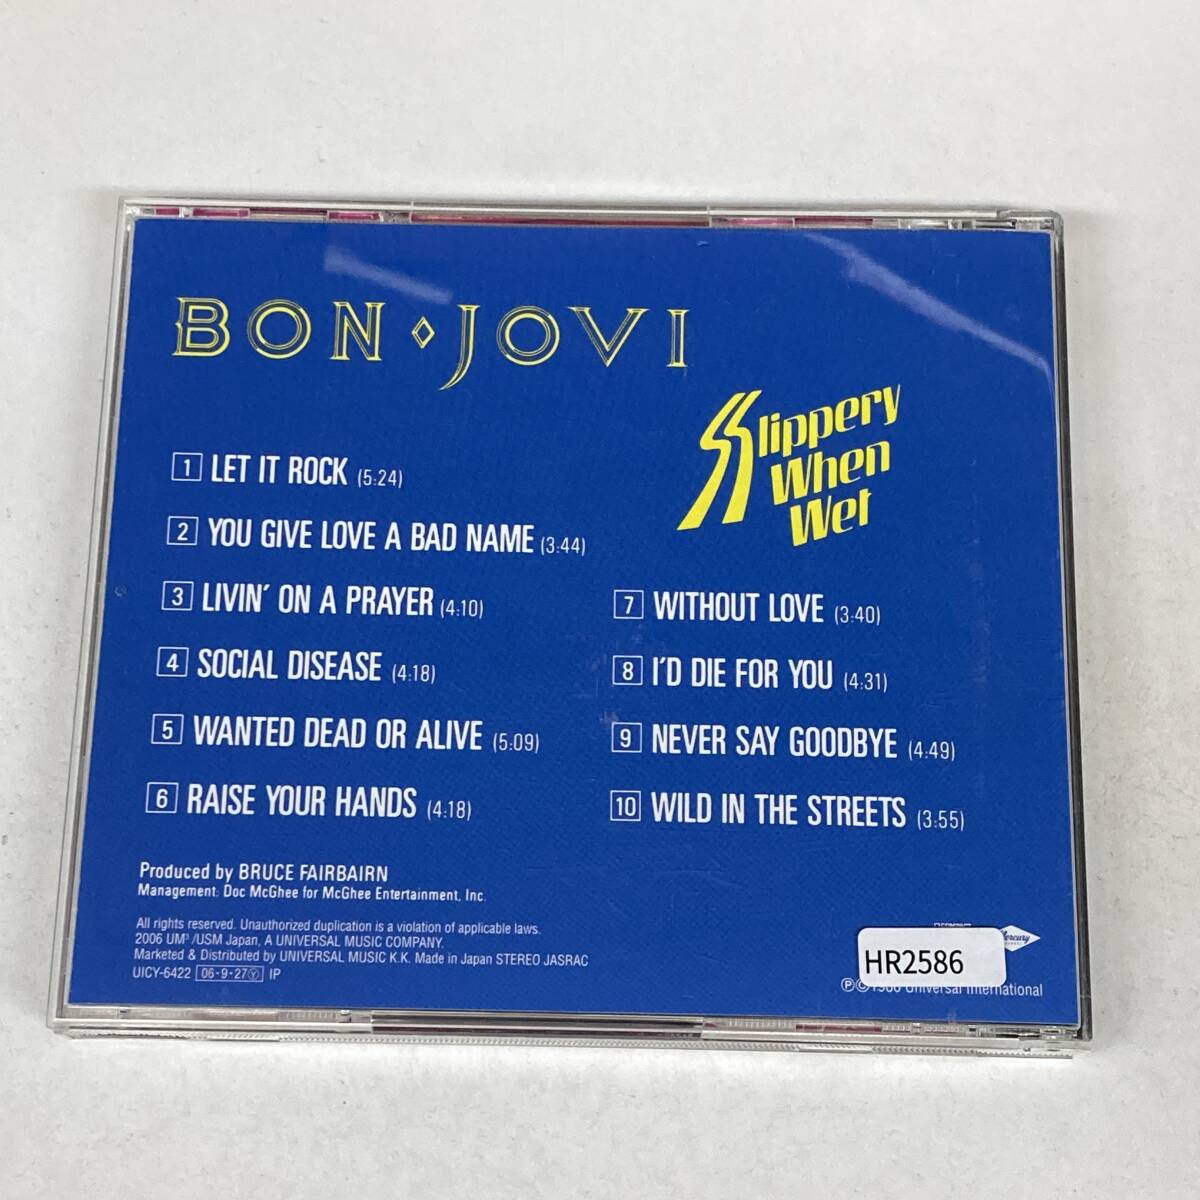 BON JOVI
Slippery
When
Wet
1 LET IT ROCK (5:24)
2 YOU GIVE LOVE A BAD NAME (3:44)
3 LIVIN' ON A PRAYER (4:10)
4 SOCIAL DISEASE (4:18)
5 WANTED DEAD OR ALIVE (5:09)
6 RAISE YOUR HANDS (4:18)
7 WITHOUT LOVE (3:40)
8 I'D DIE FOR YOU (4:31)
9 NEVER SAY GOODBYE (4:49)
10 WILD IN THE STREETS (3:55)
Produced by BRUCE FAIRBAIRN
Management: Doc McGhee for McGhee Entertainment, Inc.
All rights reserved. Unauthorized duplication is a violation of applicable laws.
2006 UM³/USM Japan, A UNIVERSAL MUSIC COMPANY.
Marketed & Distributed by UNIVERSAL MUSIC K.K. Made in Japan STEREO JASRAC
UICY-6422 06・9・27Ⓨ IP
HR2586
Mercury
ⓅⒸ 1986 Universal International